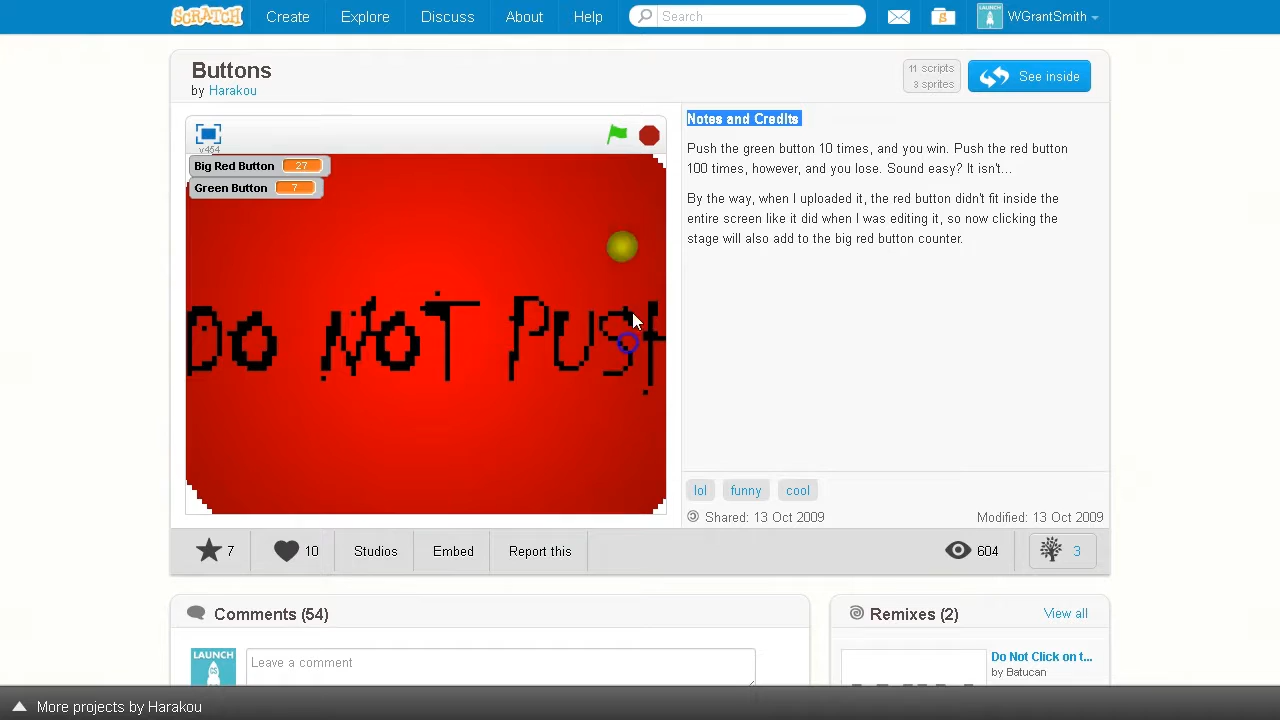 SCRATCH Create Explore Discuss About Help Search WGrantSmith
Buttons
by Harakou
11 scripts
3 sprites
See inside
v454
Big Red Button 27
Green Button 7
DO NOT PUSH
Notes and Credits
Push the green button 10 times, and you win. Push the red button
100 times, however, and you lose. Sound easy? It isn't...
By the way, when I uploaded it, the red button didn't fit inside the
entire screen like it did when I was editing it, so now clicking the
stage will also add to the big red button counter.
lol funny cool
Shared: 13 Oct 2009 Modified: 13 Oct 2009
7 10 Studios Embed Report this 604 3
Comments (54)
LAUNCH
Leave a comment
Remixes (2) View all
Do Not Click on t...
by Batucan
More projects by Harakou